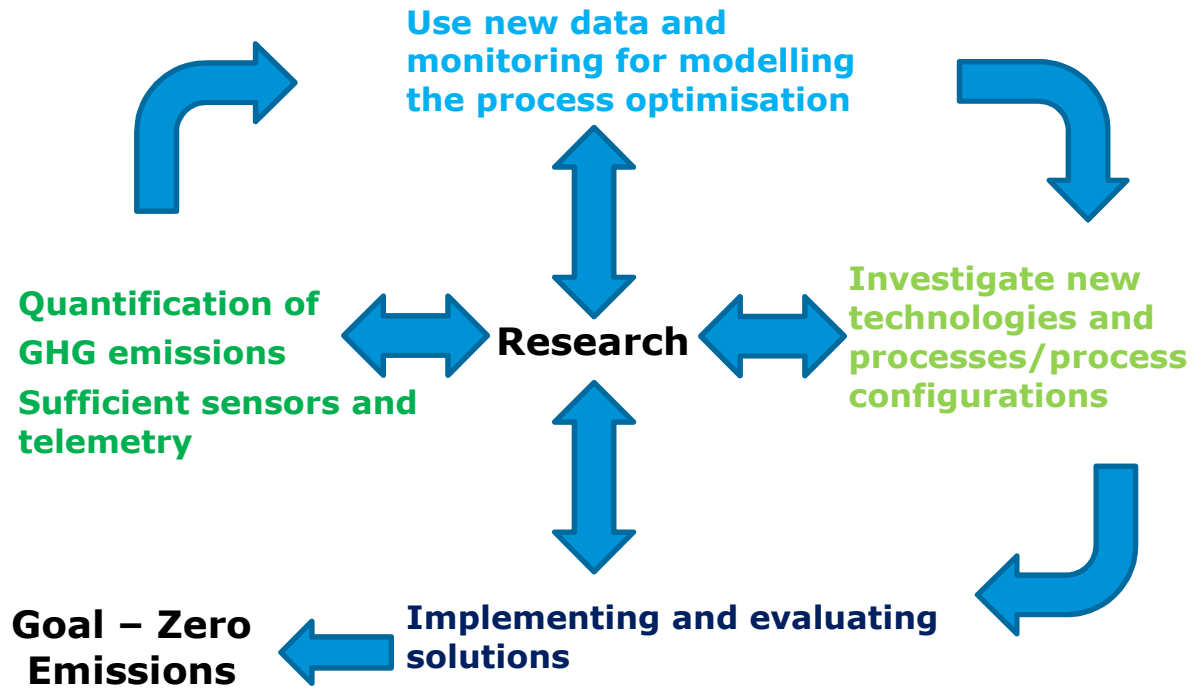 Use new data and
monitoring for modelling
the process optimisation
Quantification of
GHG emissions
Sufficient sensors and
telemetry
Research
Investigate new
technologies and
processes/process
configurations
Implementing and evaluating
solutions
Goal – Zero
Emissions